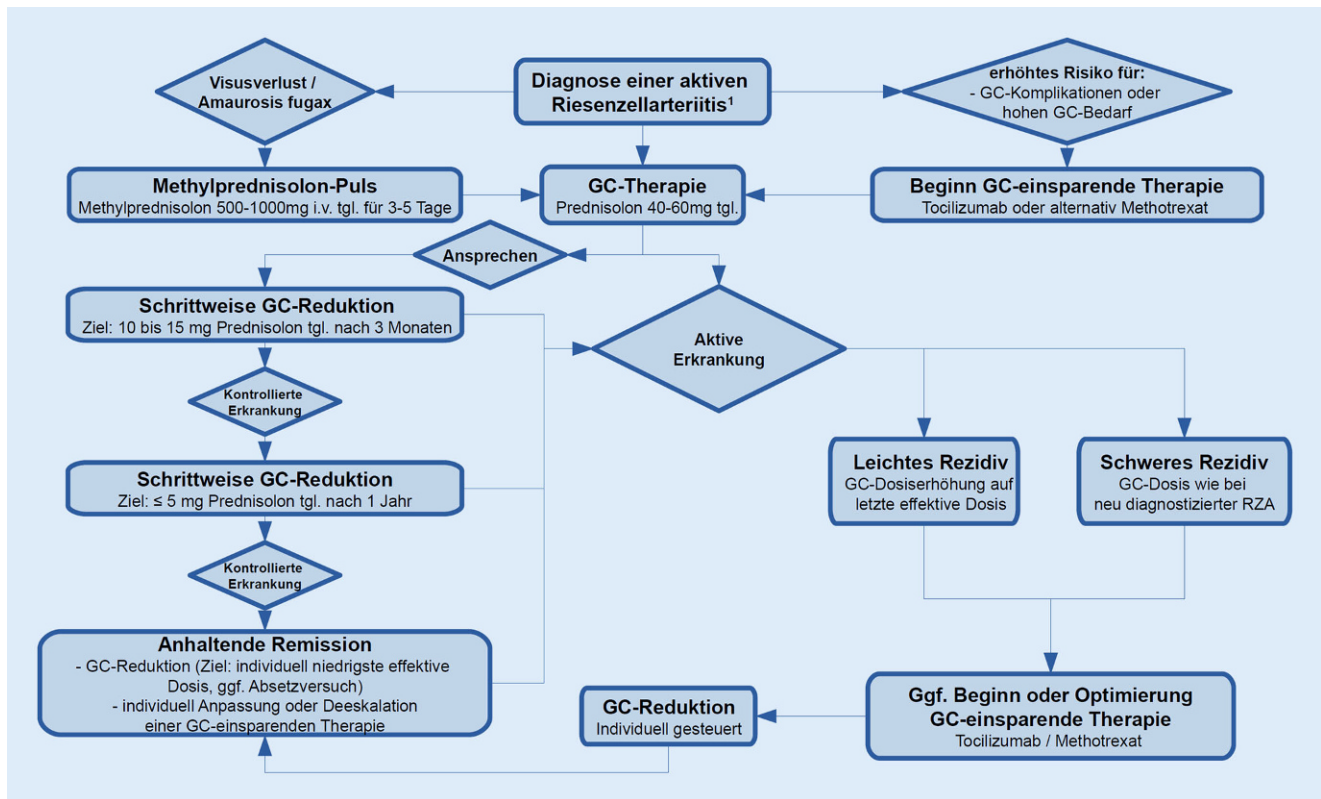 Visusverlust /
Amaurosis fugax
Diagnose einer aktiven
Riesenzellarteriitis¹
erhöhtes Risiko für:
- GC-Komplikationen oder
hohen GC-Bedarf
Methylprednisolon-Puls
Methylprednisolon 500-1000mg i.v. tgl. für 3-5 Tage
GC-Therapie
Prednisolon 40-60mg tgl.
Beginn GC-einsparende Therapie
Tocilizumab oder alternativ Methotrexat
Ansprechen
Schrittweise GC-Reduktion
Ziel: 10 bis 15 mg Prednisolon tgl. nach 3 Monaten
Aktive
Erkrankung
Kontrollierte
Erkrankung
Schrittweise GC-Reduktion
Ziel: ≤ 5 mg Prednisolon tgl. nach 1 Jahr
Leichtes Rezidiv
GC-Dosiserhöhung auf
letzte effektive Dosis
Schweres Rezidiv
GC-Dosis wie bei
neu diagnostizierter RZA
Kontrollierte
Erkrankung
Anhaltende Remission
- GC-Reduktion (Ziel: individuell niedrigste effektive
Dosis, ggf. Absetzversuch)
- individuell Anpassung oder Deeskalation
einer GC-einsparenden Therapie
GC-Reduktion
Individuell gesteuert
Ggf. Beginn oder Optimierung
GC-einsparende Therapie
Tocilizumab / Methotrexat